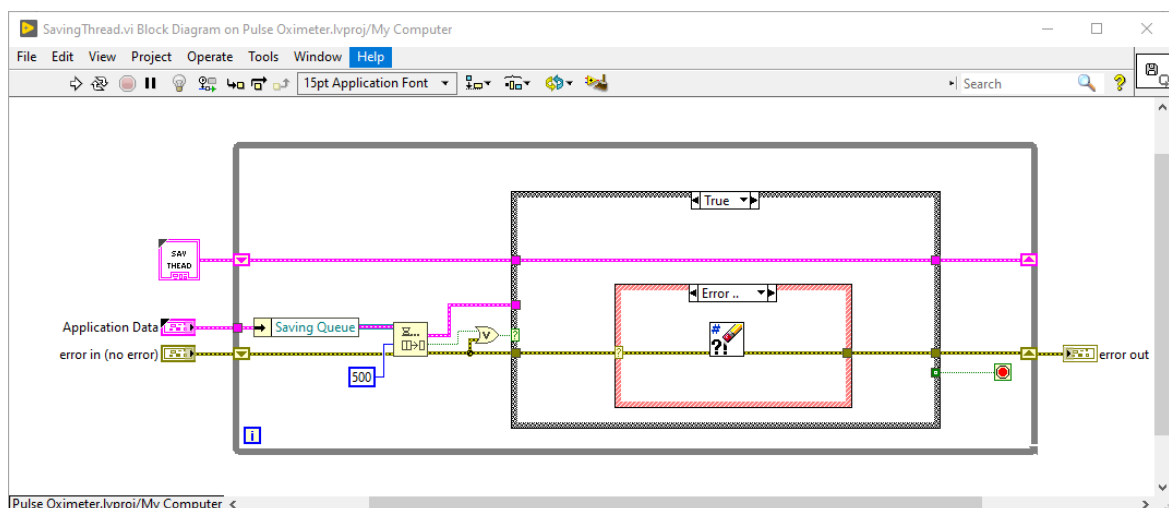 SavingThread.vi Block Diagram on Pulse Oximeter.lvproj/My Computer
File Edit View Project Operate Tools Window Help
15pt Application Font Search
True
SAV
THEAD
Error ..
Application Data Saving Queue
error in (no error) error out
500
i
Pulse Oximeter.lvproj/My Computer